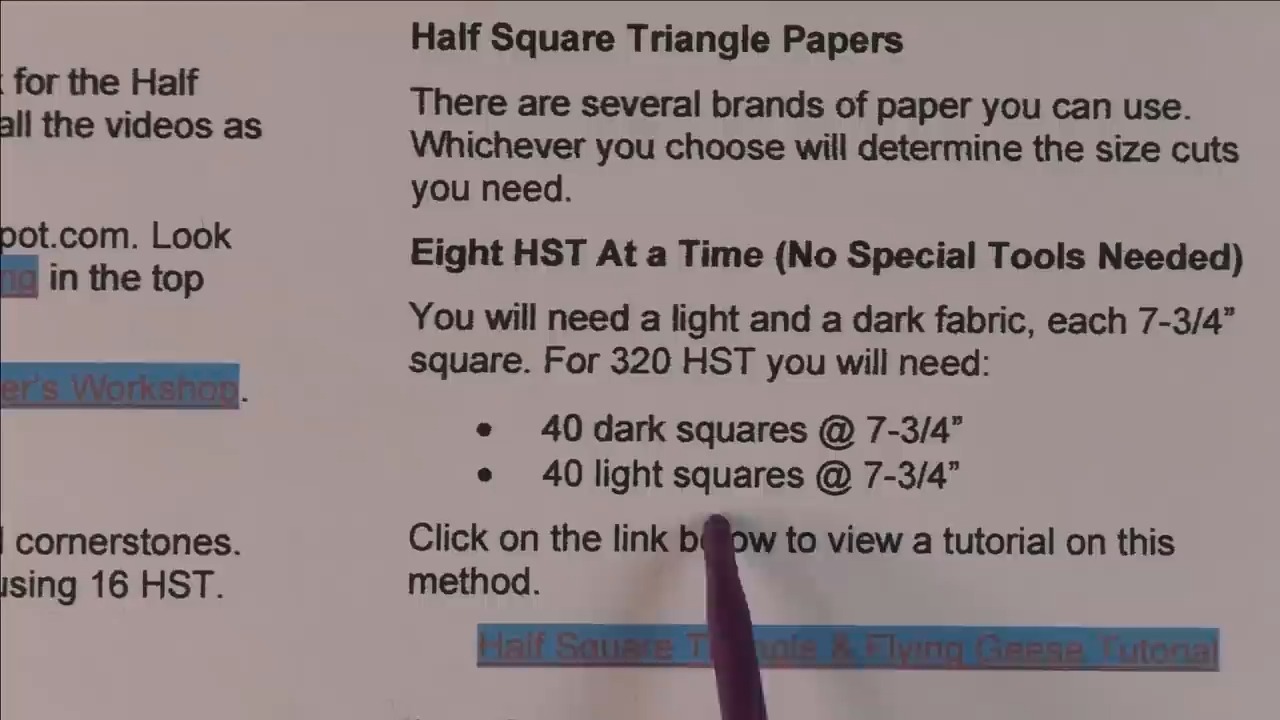 for the Half
all the videos as
pot.com. Look
in the top
er's Workshop.
cornerstones.
using 16 HST.
Half Square Triangle Papers
There are several brands of paper you can use.
Whichever you choose will determine the size cuts
you need.
Eight HST At a Time (No Special Tools Needed)
You will need a light and a dark fabric, each 7-3/4”
square. For 320 HST you will need:
• 40 dark squares @ 7-3/4”
• 40 light squares @ 7-3/4”
Click on the link below to view a tutorial on this
method.
Half Square Triangle & Flying Geese Tutorial